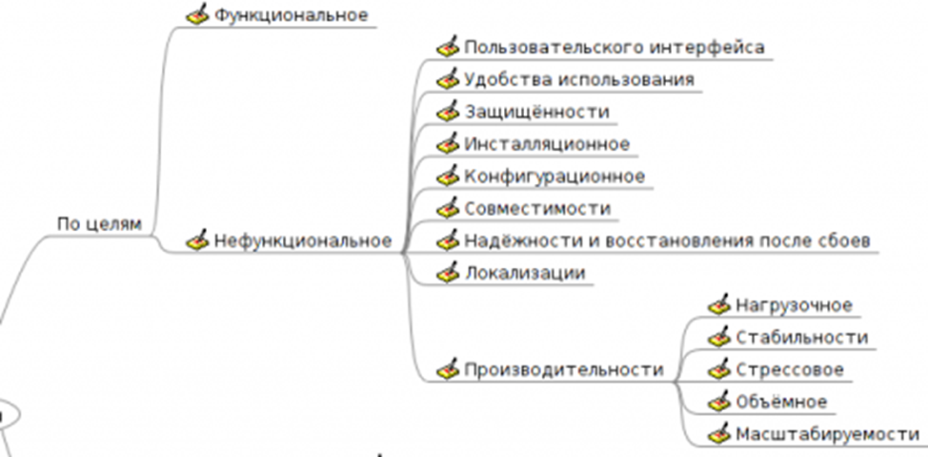 Функциональное
Пользовательского интерфейса
Удобства использования
Защищённости
Инсталляционное
Конфигурационное
Совместимости
По целям
Нефункциональное
Надёжности и восстановления после сбоев
Локализации
Нагрузочное
Стабильности
Производительности
Стрессовое
Объёмное
Масштабируемости